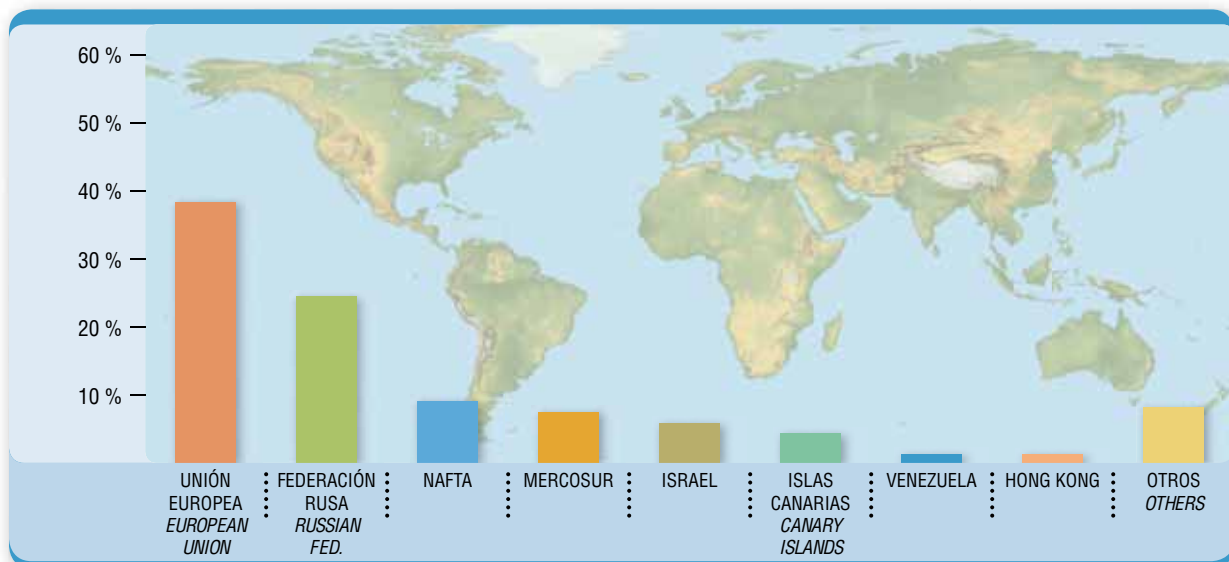 60 %
50 %
40 %
30 %
20 %
10 %
UNIÓN
EUROPEA
EUROPEAN
UNION
FEDERACIÓN
RUSA
RUSSIAN
FED.
NAFTA
MERCOSUR
ISRAEL
ISLAS
CANARIAS
CANARY
ISLANDS
VENEZUELA
HONG KONG
OTROS
OTHERS